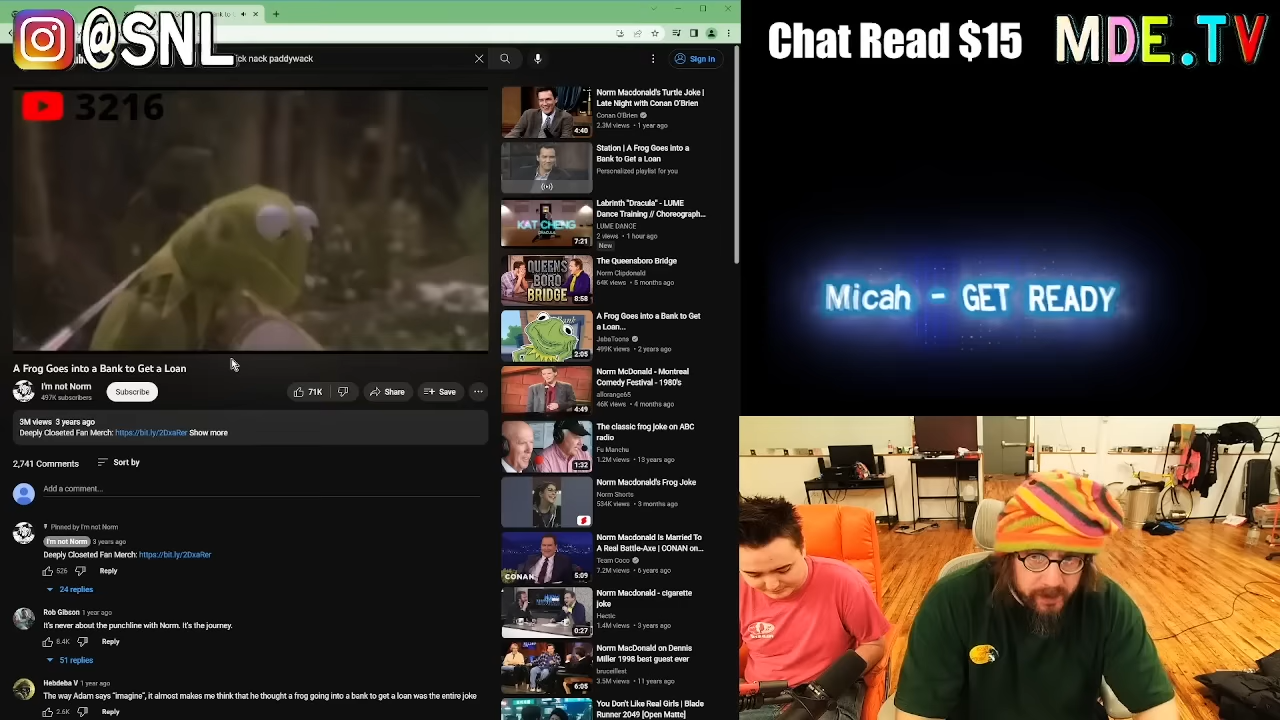 @SNL
ick nack paddywack
Sign in
Chat Read $15
MDE.TV
3216
A Frog Goes into a Bank to Get a Loan
I'm not Norm
497K subscribers
Subscribe
71K
Share
Save
3M views 3 years ago
Deeply Closeted Fan Merch: https://bit.ly/2DxaRer Show more
2,741 Comments
Sort by
Add a comment...
Pinned by I'm not Norm
I'm not Norm 3 years ago
Deeply Closeted Fan Merch: https://bit.ly/2DxaRer
526
Reply
24 replies
Rob Gibson 1 year ago
It's never about the punchline with Norm. It's the journey.
8.4K
Reply
51 replies
Hebdeba V 1 year ago
The way Adam says "imagine", it almost makes me think that he thought a frog going into a bank to get a loan was the entire joke
2.6K
Reply
Norm Macdonald's Turtle Joke |
Late Night with Conan O'Brien
Conan O'Brien
2.3M views • 1 year ago
4:40
Station | A Frog Goes into a
Bank to Get a Loan
Personalized playlist for you
Labrinth "Dracula" - LUME
Dance Training // Choreograph...
LUME DANCE
2 views • 1 hour ago
New
KAT CHENG
DRACULA
7:21
The Queensboro Bridge
Norm Clipdonald
64K views • 5 months ago
QUEENS
BORO
BRIDGE
8:58
A Frog Goes into a Bank to Get
a Loan...
JabaToons
499K views • 2 years ago
Bank
2:05
Norm McDonald - Montreal
Comedy Festival - 1980's
allorange65
46K views • 4 months ago
4:49
The classic frog joke on ABC
radio
Fu Manchu
1.2M views • 13 years ago
1:32
Norm Macdonald's Frog Joke
Norm Shorts
534K views • 3 months ago
Norm Macdonald Is Married To
A Real Battle-Axe | CONAN on...
Team Coco
7.2M views • 6 years ago
CONAN
5:09
Norm Macdonald - cigarette
joke
Hectic
1.4M views • 3 years ago
0:27
Norm MacDonald on Dennis
Miller 1998 best guest ever
bruceillest
3.5M views • 11 years ago
6:05
You Don't Like Real Girls | Blade
Runner 2049 [Open Matte]
Micah - GET READY